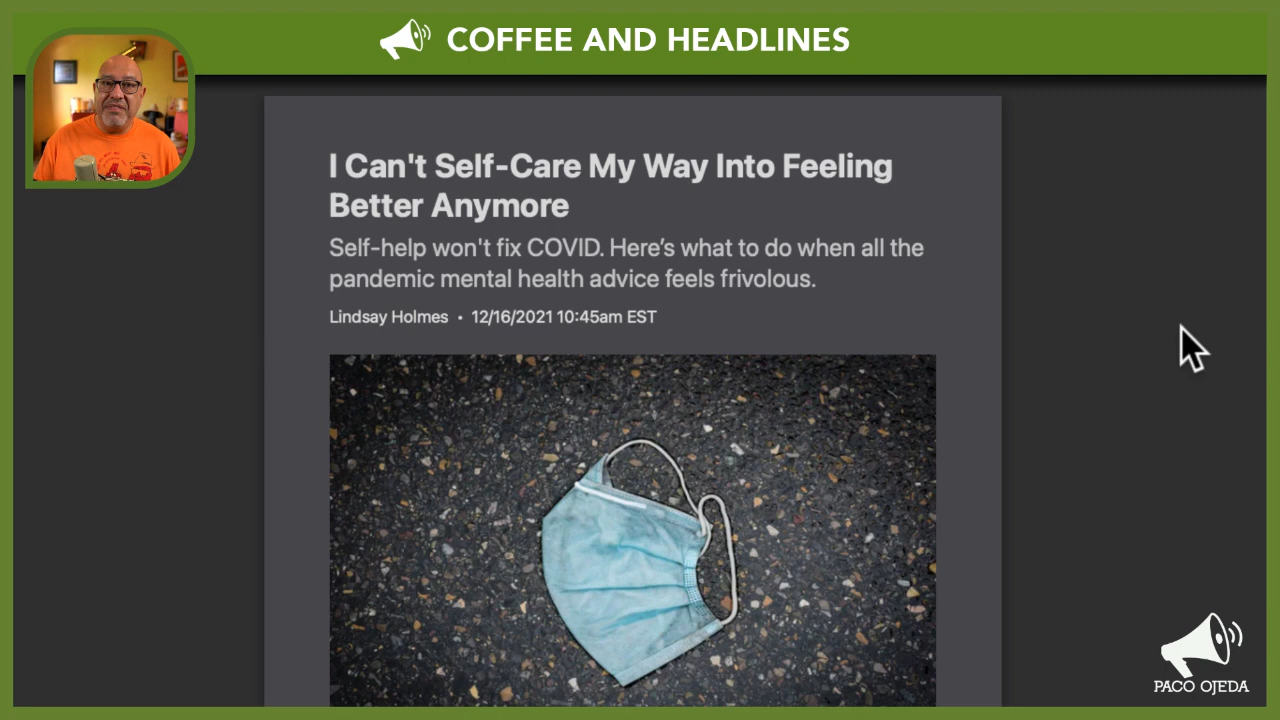 COFFEE AND HEADLINES
I Can't Self-Care My Way Into Feeling
Better Anymore
Self-help won't fix COVID. Here’s what to do when all the
pandemic mental health advice feels frivolous.
Lindsay Holmes • 12/16/2021 10:45am EST
PACO OJEDA